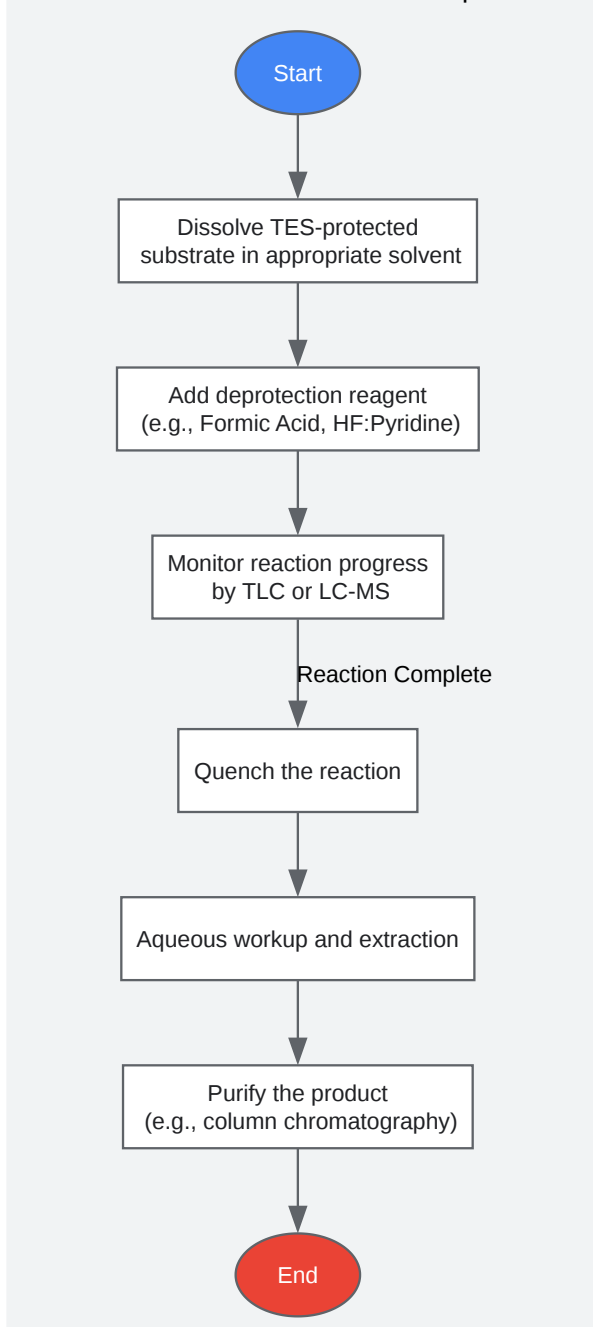 Start
Dissolve TES-protected
substrate in appropriate solvent
Add deprotection reagent
(e.g., Formic Acid, HF:Pyridine)
Monitor reaction progress
by TLC or LC-MS
Reaction Complete
Quench the reaction
Aqueous workup and extraction
Purify the product
(e.g., column chromatography)
End